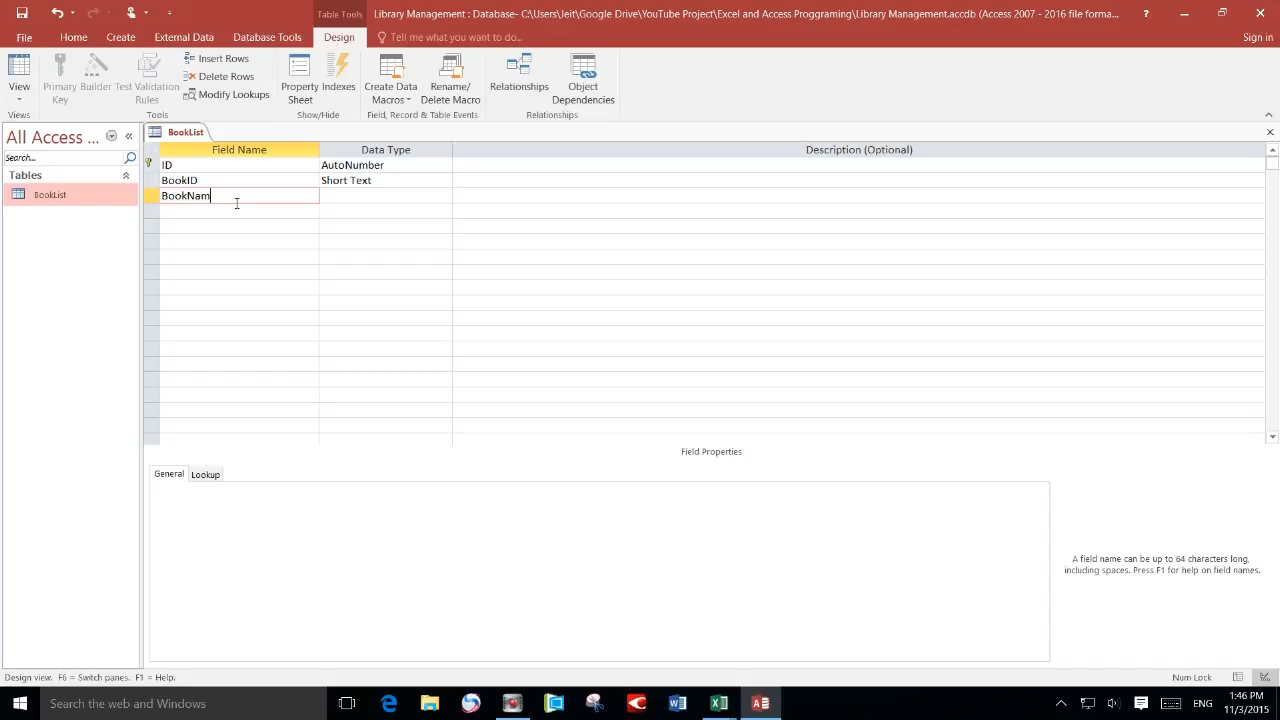 Table Tools
Library Management : Database- C:\Users\leit\Google Drive\YouTube Project\Excel and Access Proggraming\Library Management.accdb (Access 2007 - 2016 file forma...
?
File
Home
Create
External Data
Database Tools
Design
Tell me what you want to do...
Sign in
View
Primary Key
Builder
Test Validation Rules
Insert Rows
Delete Rows
Modify Lookups
Property Sheet
Indexes
Create Data Macros
Rename/ Delete Macro
Relationships
Object Dependencies
Views
Tools
Show/Hide
Field, Record & Table Events
Relationships
All Access ...
Search...
Tables
BookList
BookList
Field Name Data Type Description (Optional)
ID AutoNumber
BookID Short Text
BookNam
Field Properties
General Lookup
A field name can be up to 64 characters long,
including spaces. Press F1 for help on field names.
Design view. F6 = Switch panes. F1 = Help.
Num Lock
Search the web and Windows
ENG
1:46 PM
11/3/2015